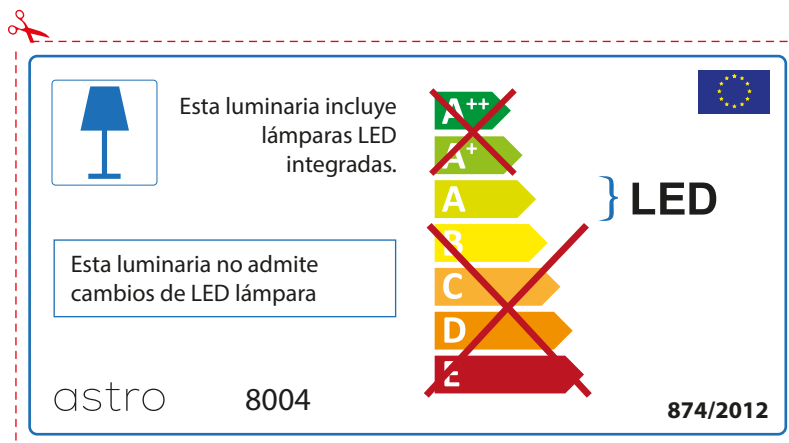 Esta luminaria incluye
lámparas LED
integradas.
A++
A+
A
B
C
D
E
LED
Esta luminaria no admite
cambios de LED lámpara
astro
8004
874/2012